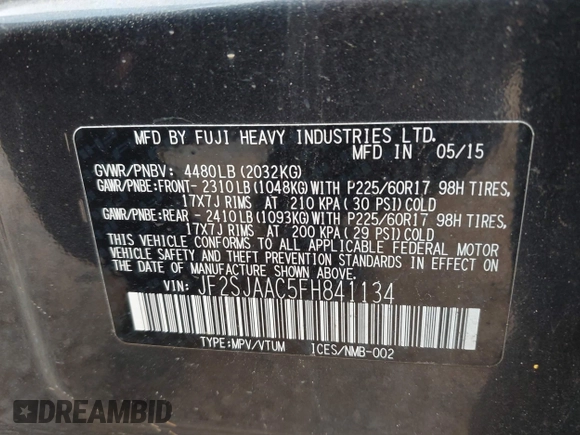 MFD BY FUJI HEAVY INDUSTRIES LTD.
MFD IN 05/15
GVWR/PNBV: 4480LB(2032KG)
GAWR/PNBE:FRONT- 2310LB(1048KG)WITH P225/60R17 98H TIRES,
17X7J RIMS AT 210 KPA(30 PSI)COLD
GAWR/PNBE:REAR - 2410LB(1093KG)WITH P225/60R17 98H TIRES,
17X7J RIMS AT 200 KPA(29 PSI)COLD
THIS VEHICLE CONFORMS TO ALL APPLICABLE FEDERAL MOTOR
VEHICLE SAFETY AND THEFT PREVENTION STANDARDS IN EFFECT
ON THE DATE OF MANUFACTURE SHOWN ABOVE.
VIN: JF2SJAAC5FH841134
TYPE:MPV/VTUM ICES/NMB-002
DREAMBID